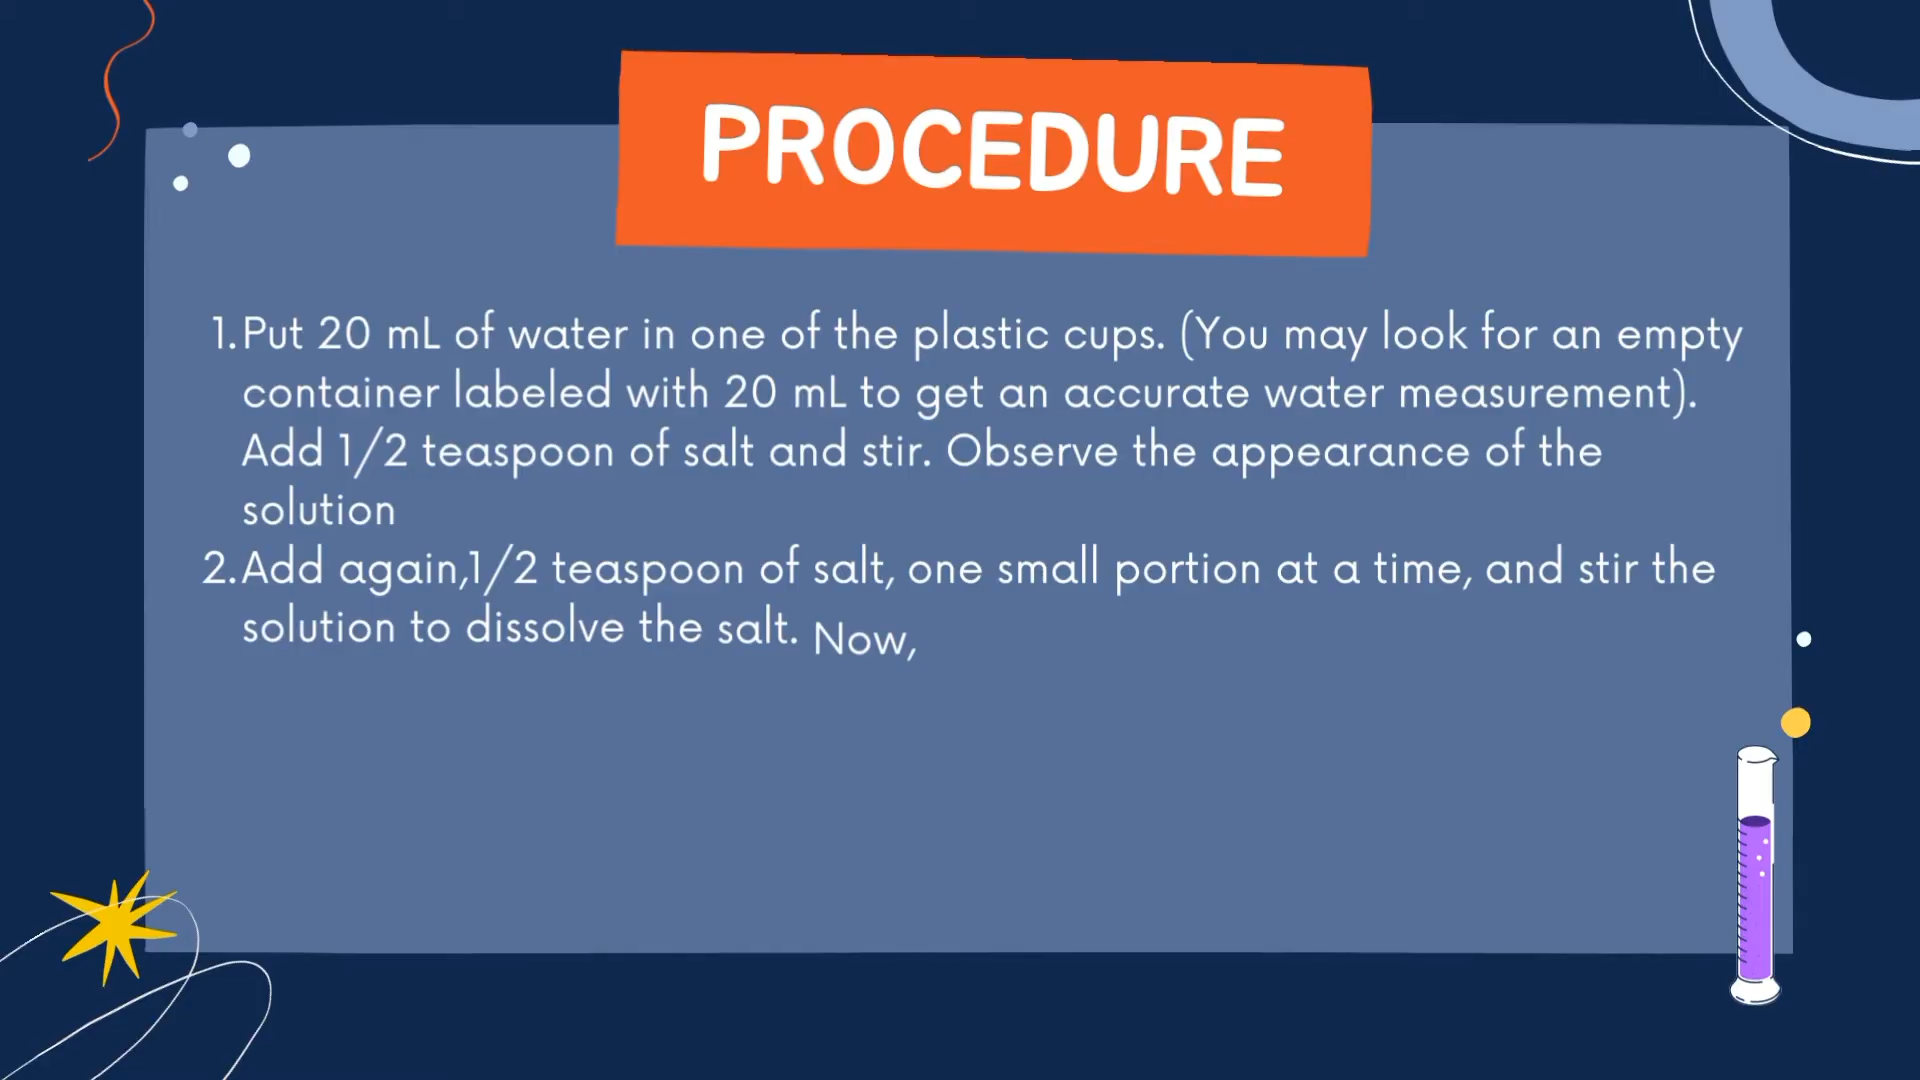 PROCEDURE
1.Put 20 mL of water in one of the plastic cups. (You may look for an empty
container labeled with 20 mL to get an accurate water measurement).
Add 1/2 teaspoon of salt and stir. Observe the appearance of the
solution
2.Add again,1/2 teaspoon of salt, one small portion at a time, and stir the
solution to dissolve the salt. Now,